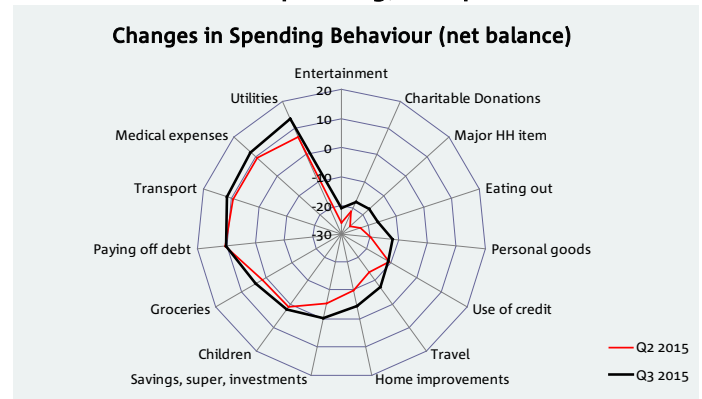 Changes in Spending Behaviour (net balance)
Entertainment
Charitable Donations
Major HH item
Eating out
Personal goods
Use of credit
Travel
Home improvements
Savings, super, investments
Children
Groceries
Paying off debt
Transport
Medical expenses
Utilities
20
10
0
-10
-20
-30
Q2 2015
Q3 2015